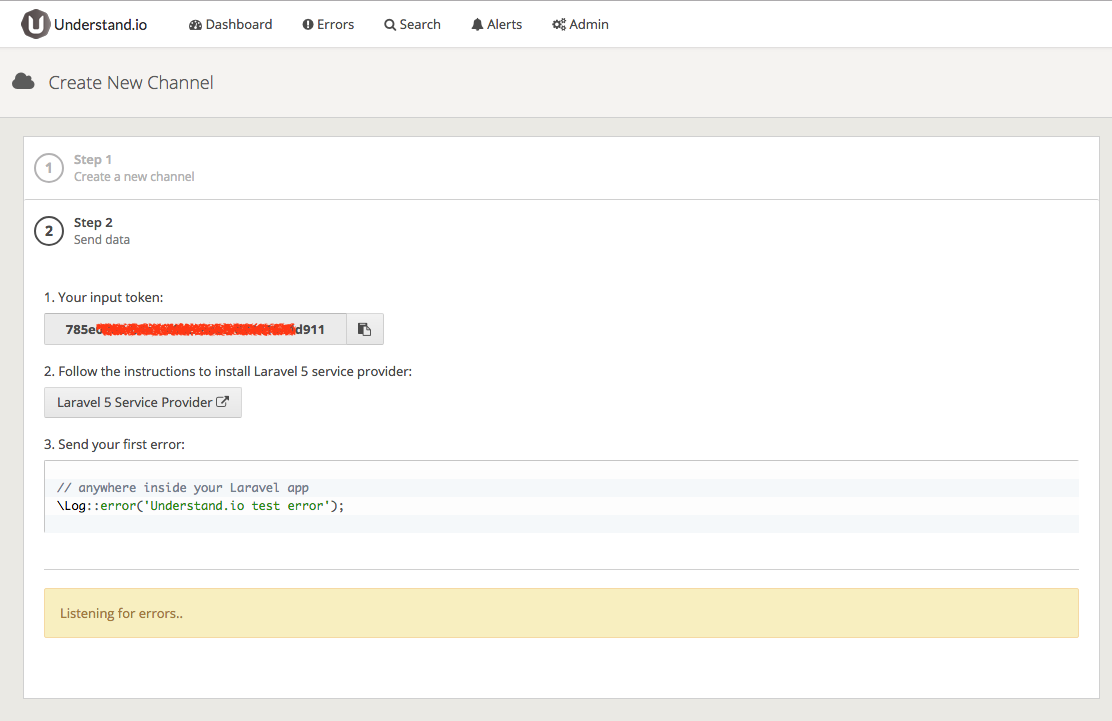 Understand.io
Dashboard
Errors
Search
Alerts
Admin
Create New Channel
1
Step 1
Create a new channel
2
Step 2
Send data
1. Your input token:
785e d911
2. Follow the instructions to install Laravel 5 service provider:
Laravel 5 Service Provider
3. Send your first error:
// anywhere inside your Laravel app
\Log::error('Understand.io test error');
Listening for errors..